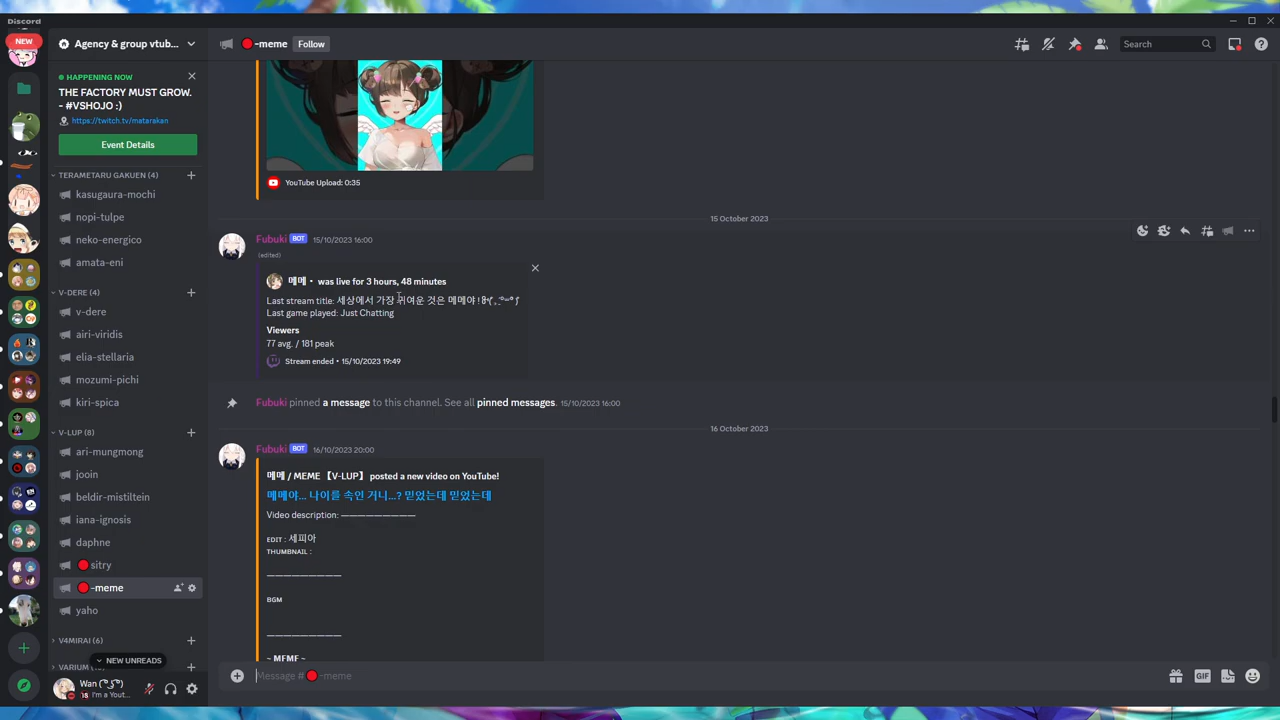 Discord
NEW
Agency & group vtub...
-meme
Follow
Search
HAPPENING NOW
THE FACTORY MUST GROW.
- #VSHOJO :)
https://twitch.tv/matarakan
Event Details
TERAMETARU GAKUEN (4)
kasugaura-mochi
nopi-tulpe
neko-energico
amata-eni
V-DERE (4)
v-dere
airi-viridis
elia-stellaria
mozumi-pichi
kiri-spica
V-LUP (8)
ari-mungmong
jooin
beldir-mistiltein
iana-ignosis
daphne
sitry
-meme
yaho
V4MIRAI (6)
NEW UNREADS
Wan
I'm a Yout...
YouTube Upload: 0:35
15 October 2023
Fubuki BOT 15/10/2023 16:00
(edited)
메메・ was live for 3 hours, 48 minutes
Last stream title: 세상에서 가장 귀여운 것은 메메야 !
Last game played: Just Chatting
Viewers
77 avg. / 181 peak
Stream ended • 15/10/2023 19:49
Fubuki pinned a message to this channel. See all pinned messages. 15/10/2023 16:00
16 October 2023
Fubuki BOT 16/10/2023 20:00
메메 / MEME 【V-LUP】 posted a new video on YouTube!
메메야... 나이를 속인 거니...? 믿었는데 믿었는데
Video description: —————————
EDIT : 세피아
THUMBNAIL :
—————————
BGM
—————————
~ MEME ~
Message # -meme
GIF